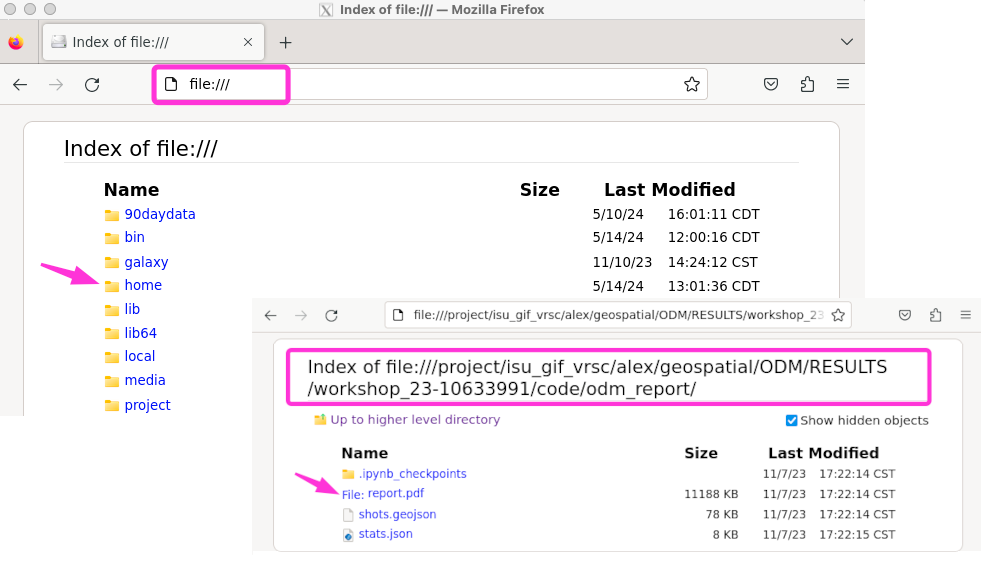 Index of file:/// — Mozilla Firefox
Index of file:///
file:///
Index of file:///
Name Size Last Modified
90daydata 5/10/24 16:01:11 CDT
bin 5/14/24 12:00:16 CDT
galaxy 11/10/23 14:24:12 CST
home 5/14/24 13:01:36 CDT
lib
lib64
local
media
project
file:///project/isu_gif_vrsc/alex/geospatial/ODM/RESULTS/workshop_23
Index of file:///project/isu_gif_vrsc/alex/geospatial/ODM/RESULTS
/workshop_23-10633991/code/odm_report/
Up to higher level directory Show hidden objects
Name Size Last Modified
.ipynb_checkpoints 11/7/23 17:22:14 CST
File: report.pdf 11188 KB 11/7/23 17:22:14 CST
shots.geojson 78 KB 11/7/23 17:22:14 CST
stats.json 8 KB 11/7/23 17:22:15 CST